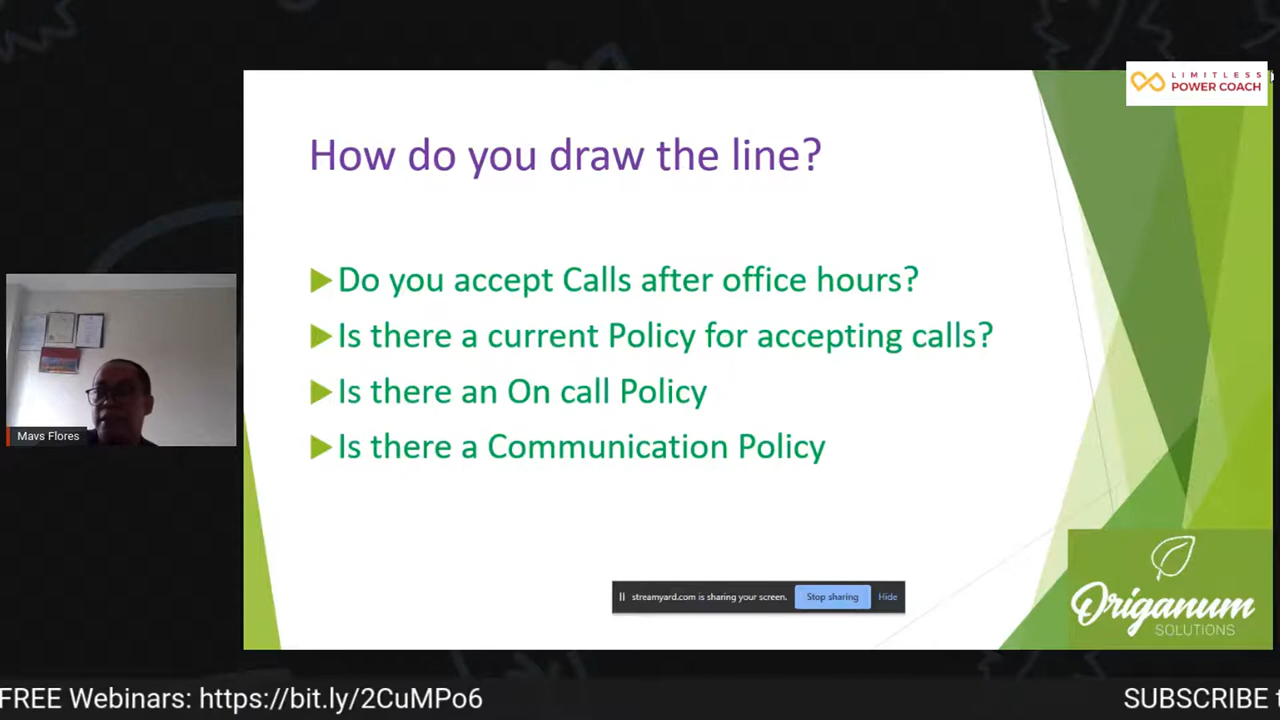 LIMITLESS
POWER COACH
How do you draw the line?
Do you accept Calls after office hours?
Is there a current Policy for accepting calls?
Is there an On call Policy
Is there a Communication Policy
Mavs Flores
streamyard.com is sharing your screen.
Stop sharing
Hide
Origanum
SOLUTIONS
FREE Webinars: https://bit.ly/2CuMPo6
SUBSCRIBE